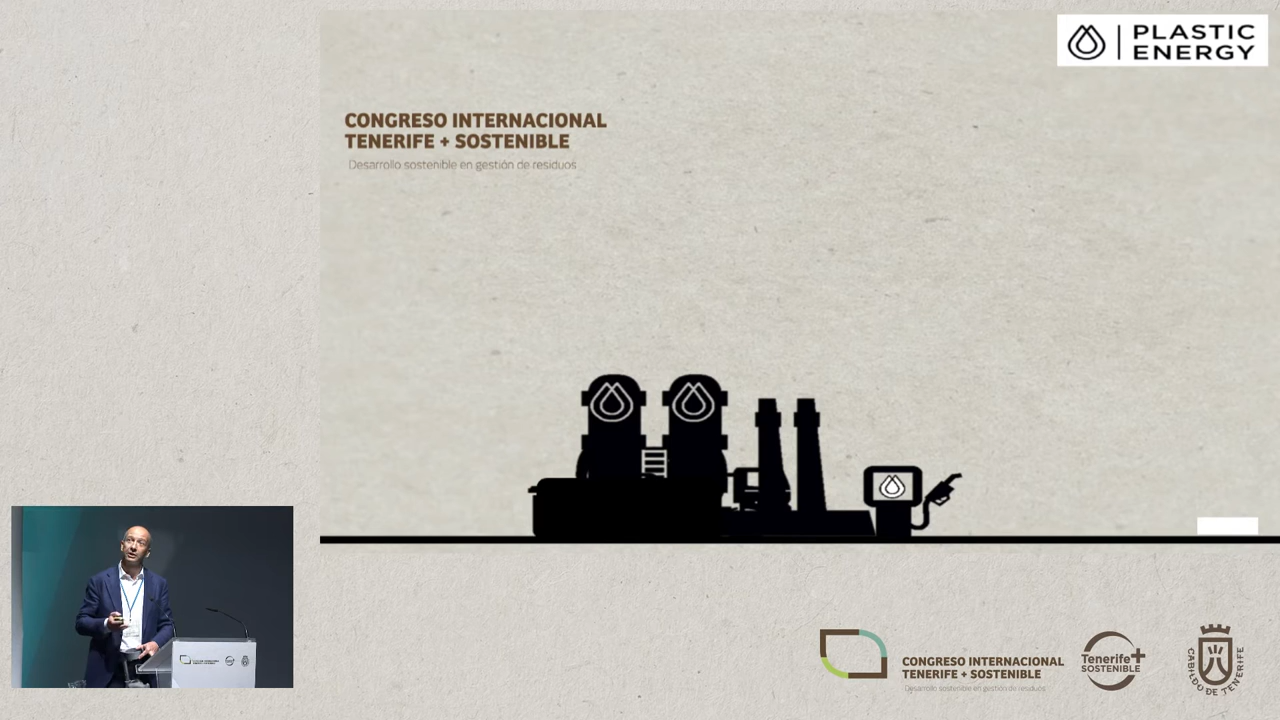 PLASTIC
ENERGY
CONGRESO INTERNACIONAL
TENERIFE + SOSTENIBLE
Desarrollo sostenible en gestión de residuos
CONGRESO INTERNACIONAL
TENERIFE + SOSTENIBLE
Desarrollo sostenible en gestión de residuos
Tenerife+
SOSTENIBLE
CABILDO DE TENERIFE